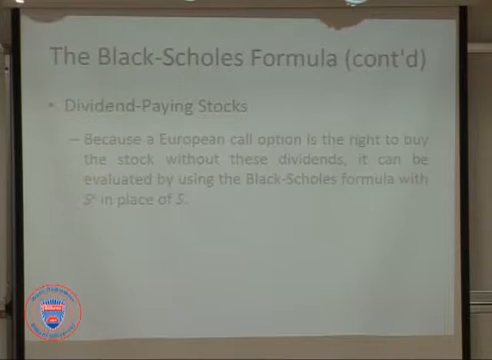 The Black-Scholes Formula (cont'd)
• Dividend-Paying Stocks
– Because a European call option is the right to buy
the stock without these dividends, it can be
evaluated by using the Black-Scholes formula with
in place of S.